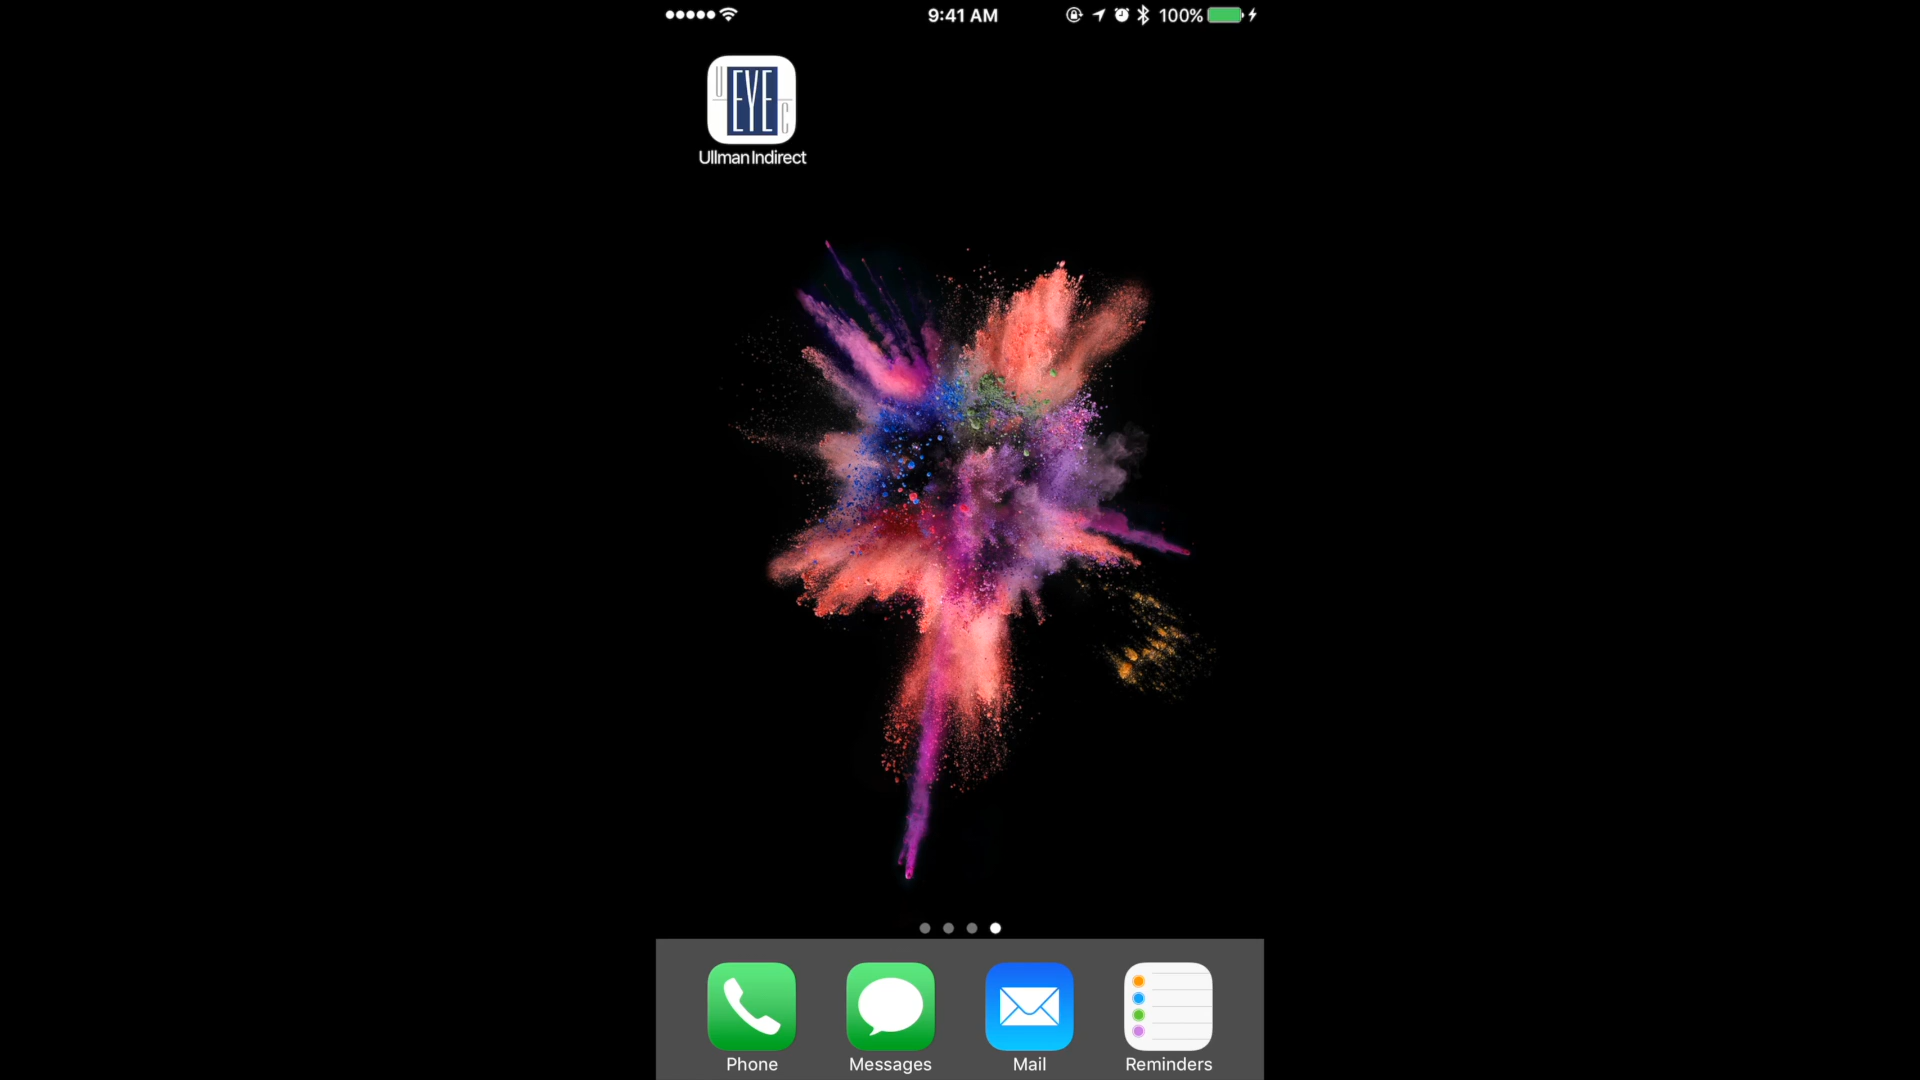 9:41 AM
100%
U EYE C
Ullman Indirect
Phone
Messages
Mail
Reminders